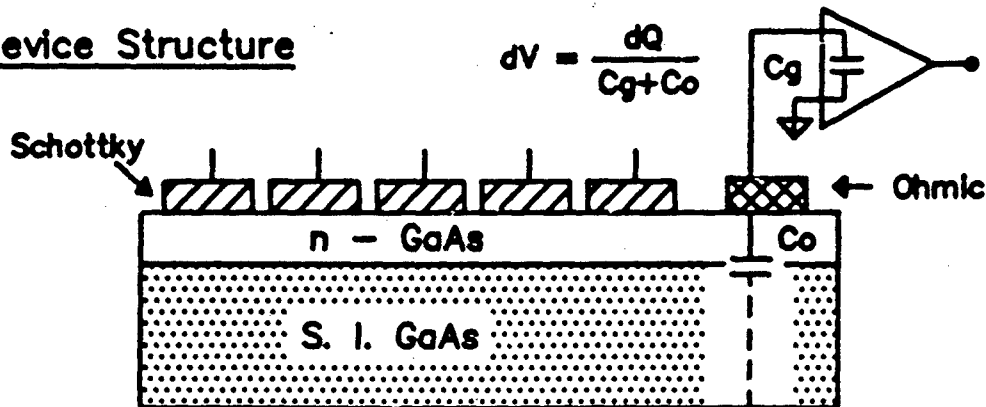 evice Structure
dV = dQ / Cg+Co
Cg
Schottky
Ohmic
n - GaAs
Co
S. I. GaAs